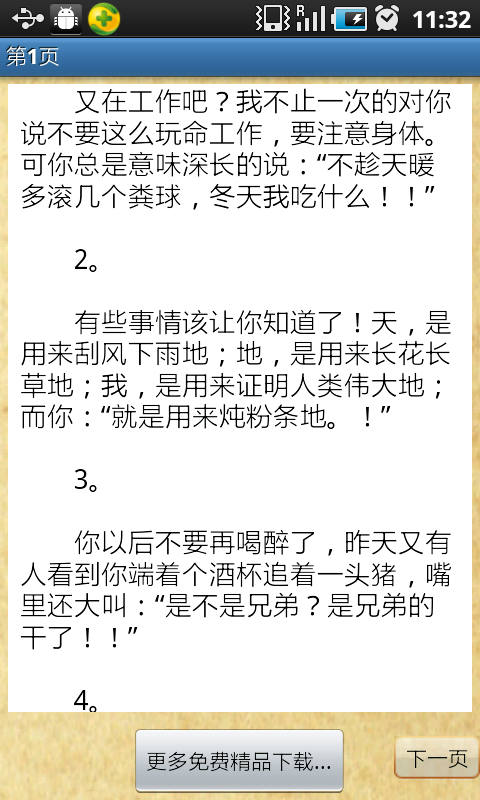 R
11:32
第1页
又在工作吧？我不止一次的对你
说不要这么玩命工作，要注意身体。
可你总是意味深长的说：“不趁天暖
多滚几个粪球，冬天我吃什么！！”
2。
有些事情该让你知道了！天，是
用来刮风下雨地；地，是用来长花长
草地；我，是用来证明人类伟大地；
而你：“就是用来炖粉条地。！”
3。
你以后不要再喝醉了，昨天又有
人看到你端着个酒杯追着一头猪，嘴
里还大叫：“是不是兄弟？是兄弟的
干了！！”
4。
更多免费精品下载...
下一页